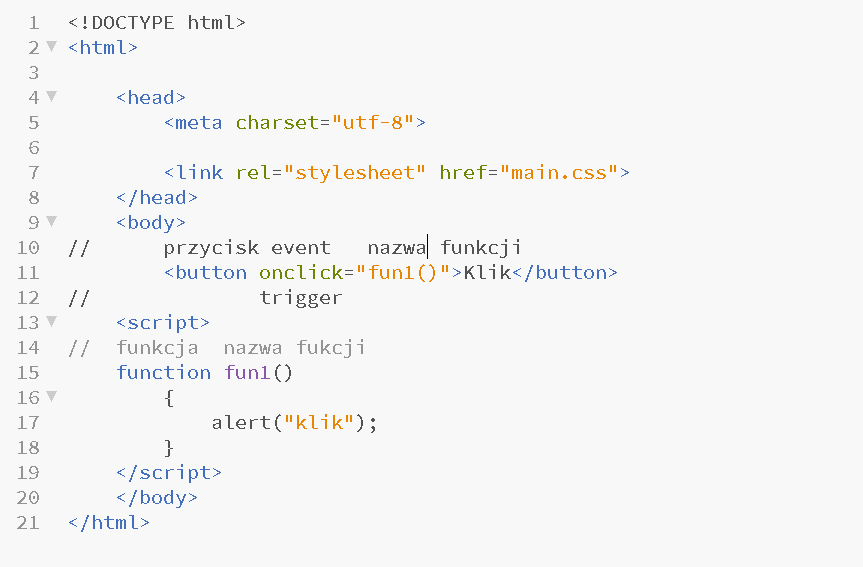 1 <!DOCTYPE html>
2 <html>
3
4     <head>
5         <meta charset="utf-8">
6
7         <link rel="stylesheet" href="main.css">
8     </head>
9     <body>
10 //      przycisk event   nazwa funkcji
11         <button onclick="fun1()">Klik</button>
12 //              trigger
13     <script>
14 //  funkcja  nazwa fukcji
15     function fun1()
16         {
17             alert("klik");
18         }
19     </script>
20     </body>
21 </html>